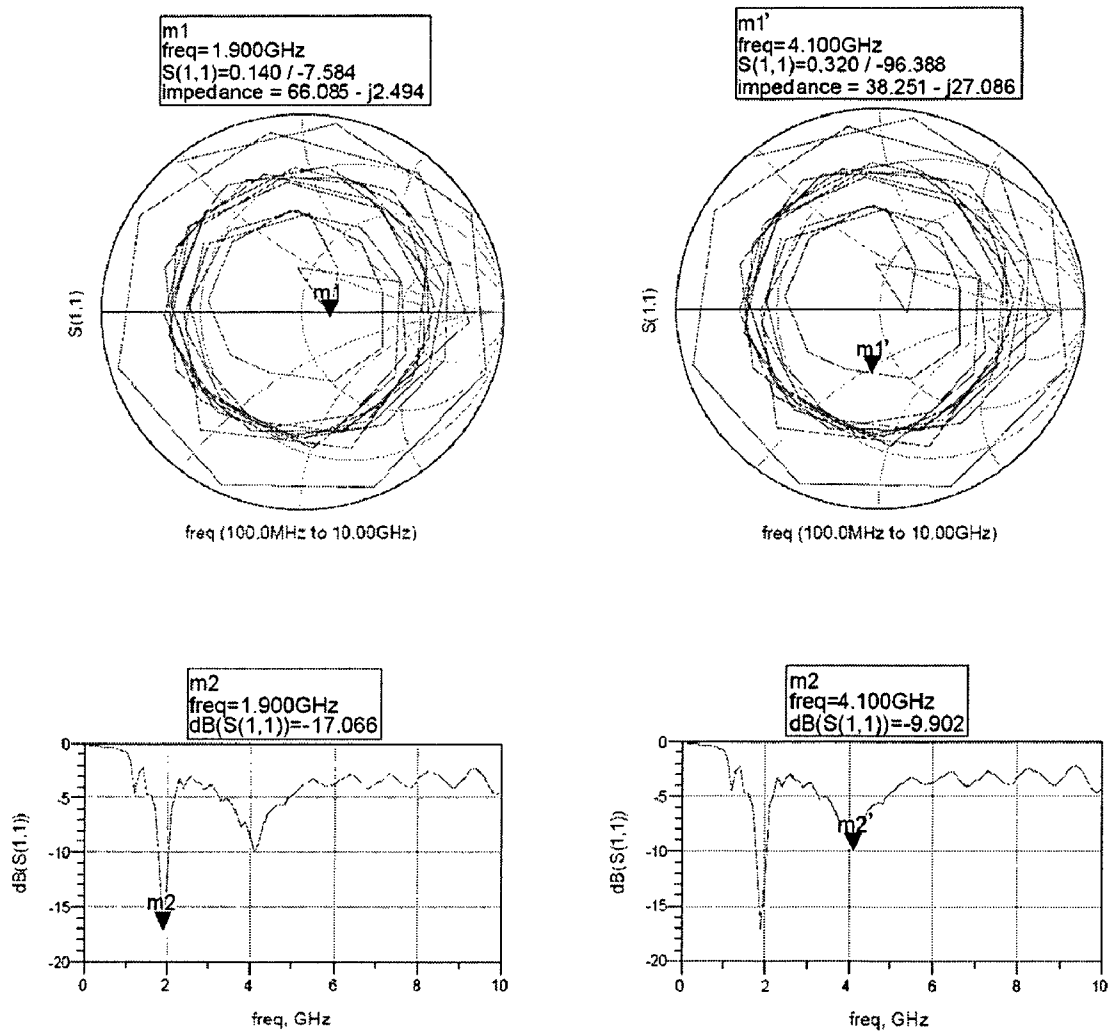 m1
freq=1.900GHz
S(1,1)=0.140 / -7.584
impedance = 66.085 - j2.494
m1'
freq=4.100GHz
S(1,1)=0.320 / -96.388
impedance = 38.251 - j27.086
S(1,1)
m1
freq (100.0MHz to 10.00GHz)
S(1,1)
m1'
freq (100.0MHz to 10.00GHz)
m2
freq=1.900GHz
dB(S(1,1))=-17.066
dB(S(1,1))
0
-5
-10
-15
-20
m2
0 2 4 6 8 10
freq, GHz
m2
freq=4.100GHz
dB(S(1,1))=-9.902
dB(S(1,1))
0
-5
-10
-15
-20
m2'
0 2 4 6 8 10
freq, GHz